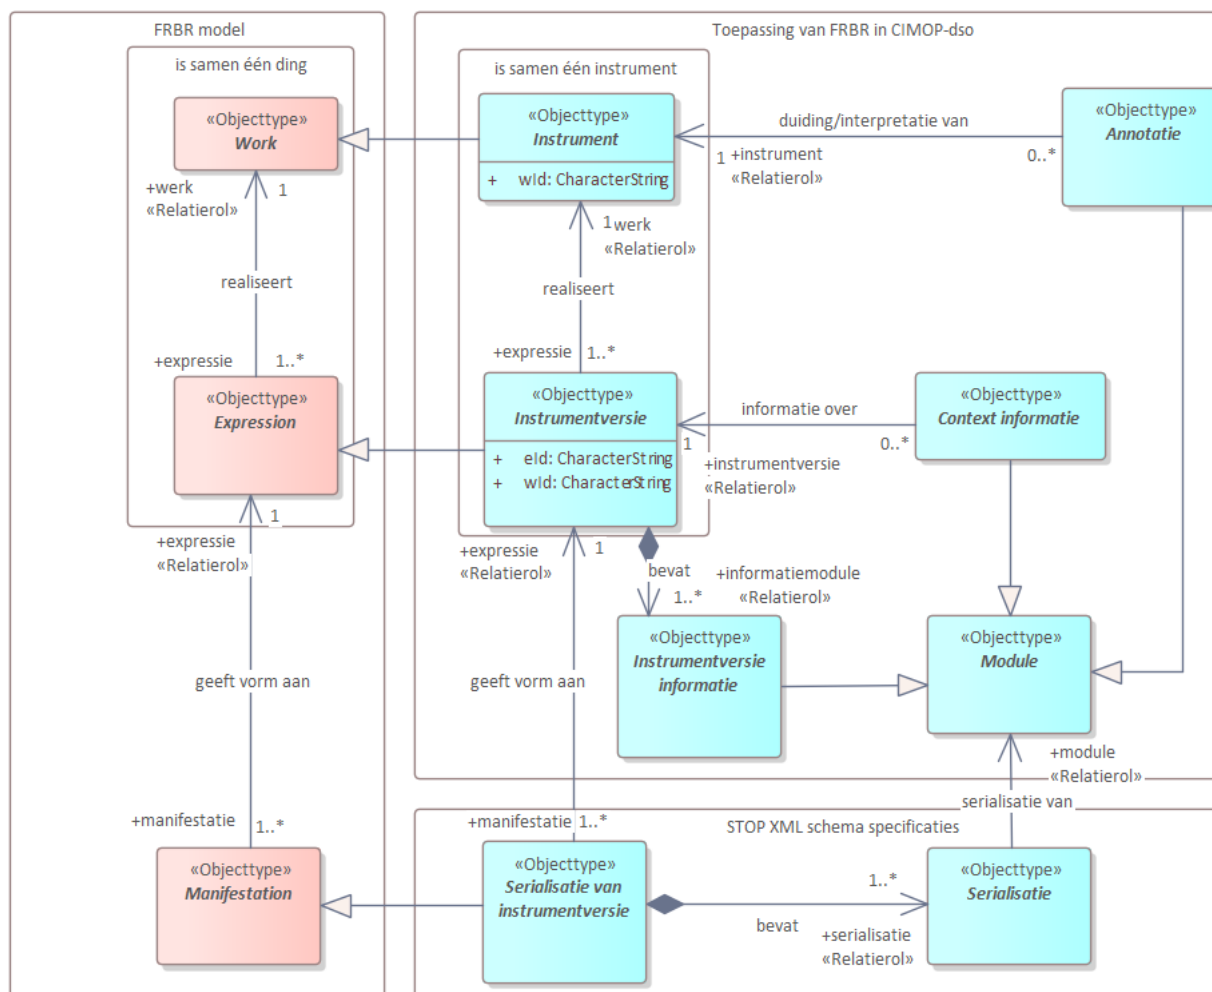 FRBR model
is samen één ding
«Objecttype»
Work
+werk
«Relatierol»
1
realiseert
+expressie
1..*
«Objecttype»
Expression
1
+expressie
«Relatierol»
geeft vorm aan
+manifestatie
1..*
«Objecttype»
Manifestation
Toepassing van FRBR in CIMOP-dso
is samen één instrument
«Objecttype»
Instrument
+ wId: CharacterString
duiding/interpretatie van
1
+instrument
«Relatierol»
0..*
«Objecttype»
Annotatie
1
werk
«Relatierol»
realiseert
+expressie
1..*
«Objecttype»
Instrumentversie
+ eId: CharacterString
+ wId: CharacterString
informatie over
1
+instrumentversie
«Relatierol»
0..*
«Objecttype»
Context informatie
+expressie
«Relatierol»
1
bevat
1..*
+informatiemodule
«Relatierol»
«Objecttype»
Instrumentversie
informatie
«Objecttype»
Module
geeft vorm aan
+module
«Relatierol»
serialisatie van
STOP XML schema specificaties
+manifestatie
1..*
«Objecttype»
Serialisatie van
instrumentversie
bevat
1..*
+serialisatie
«Relatierol»
«Objecttype»
Serialisatie